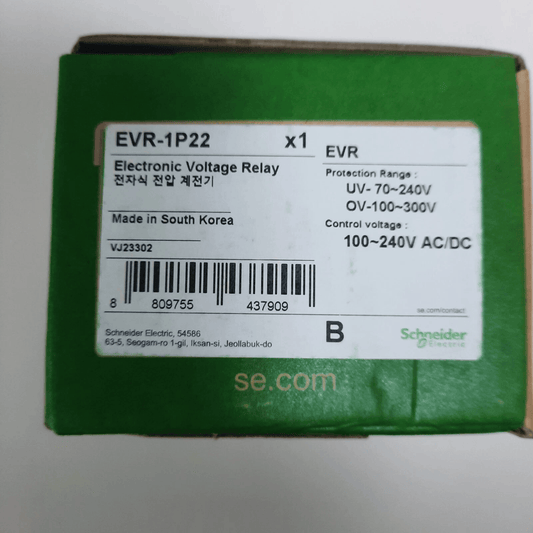 EVR-1P22 x1
Electronic Voltage Relay
전자식 전압 계전기
Made in South Korea
VJ23302
8 809755 437909
Schneider Electric, 54586
63-5, Seogam-ro 1-gil, Iksan-si, Jeollabuk-do
EVR
Protection Range :
UV- 70~240V
OV-100~300V
Control voltage :
100~240V AC/DC
se.com/contact
B
Schneider
Electric
se.com